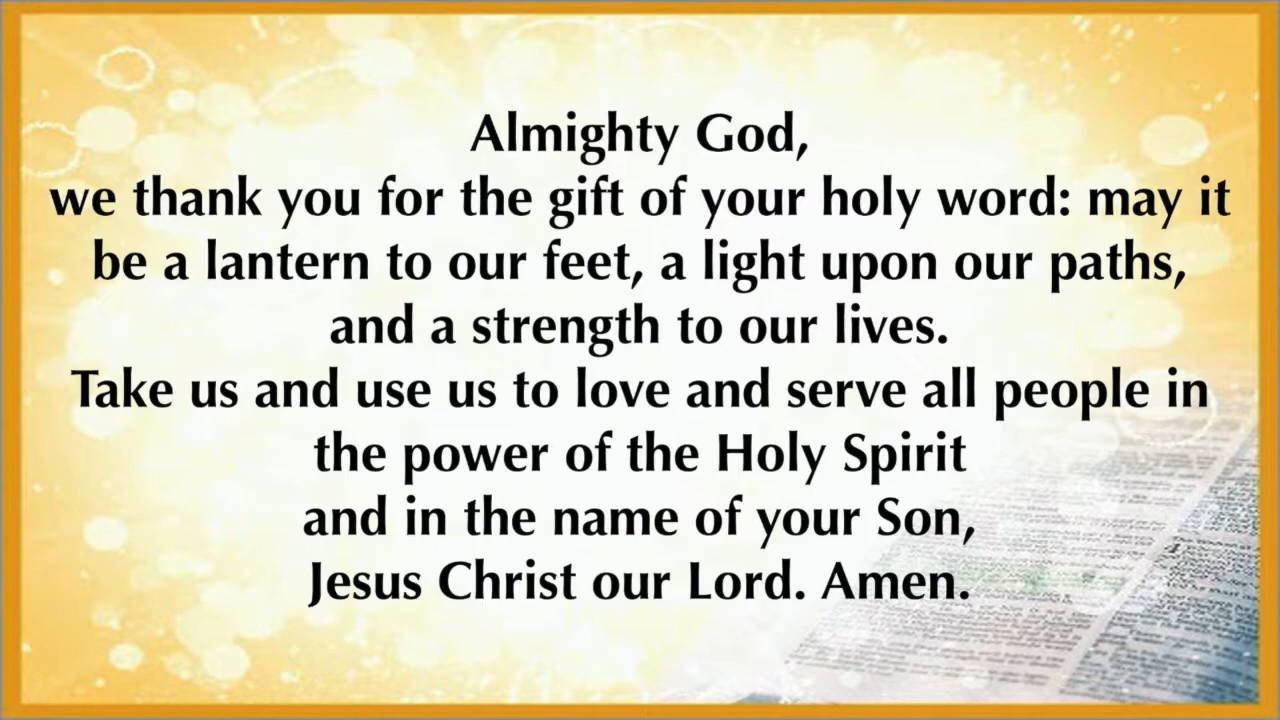 Almighty God,
we thank you for the gift of your holy word: may it
be a lantern to our feet, a light upon our paths,
and a strength to our lives.
Take us and use us to love and serve all people in
the power of the Holy Spirit
and in the name of your Son,
Jesus Christ our Lord. Amen.